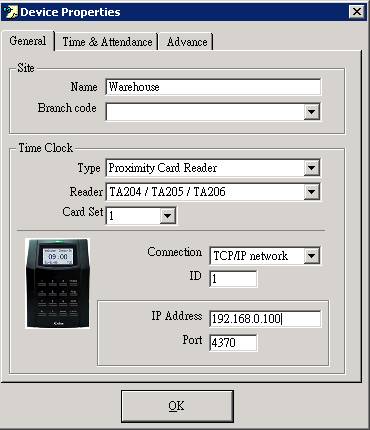 Device Properties
General Time & Attendance Advance
Site
Name Warehouse
Branch code
Time Clock
Type Proximity Card Reader
Reader TA204 / TA205 / TA206
Card Set 1
Connection TCP/IP network
ID 1
09.00
IP Address 192.168.0.100
Port 4370
OK